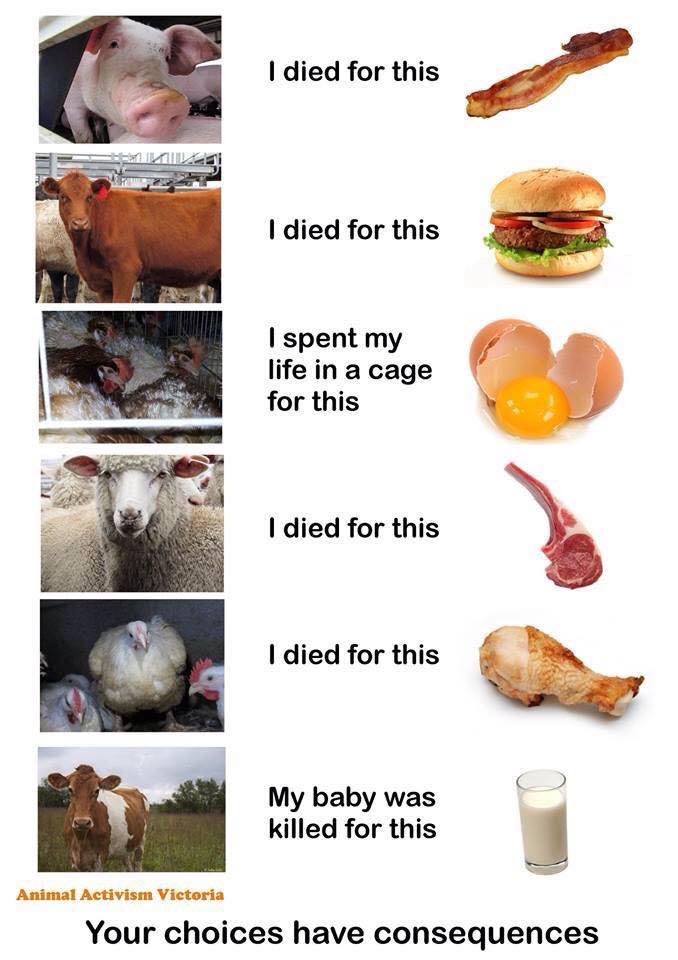 I died for this
I died for this
I spent my
life in a cage
for this
I died for this
I died for this
My baby was
killed for this
Animal Activism Victoria
Your choices have consequences